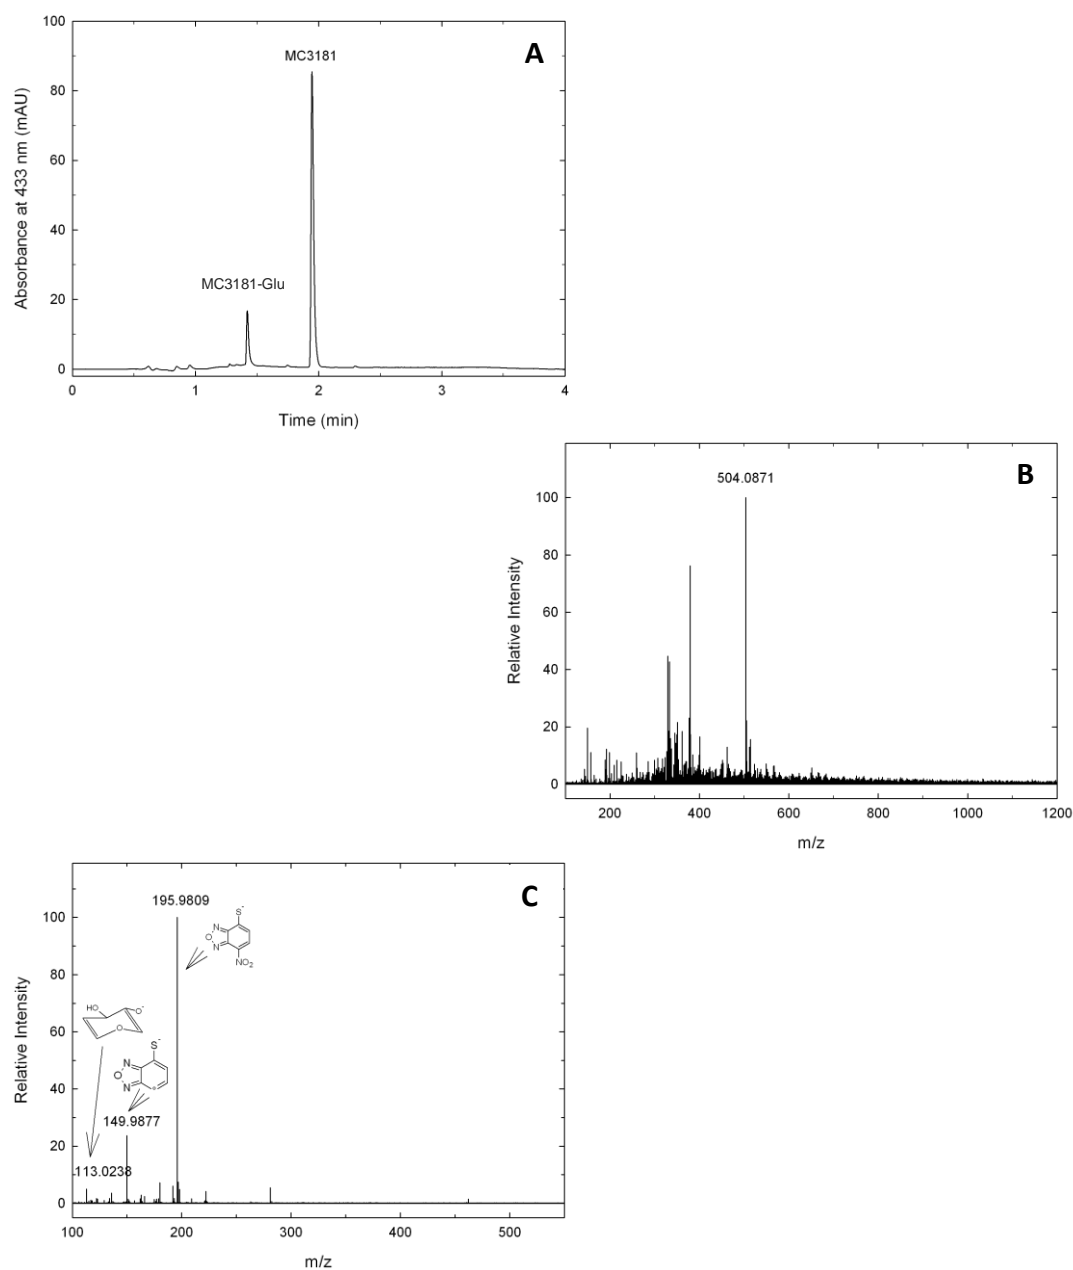 A
MC3181
MC3181-Glu
100
80
60
40
20
0
Absorbance at 433 nm (mAU)
0 1 2 3 4
Time (min)
B
504.0871
100
80
60
40
20
0
Relative Intensity
200 400 600 800 1000 1200
m/z
C
195.9809
S-
N
O
N
NO2
HO
O-
O
S-
N
O
N
149.9877
113.0238
100
80
60
40
20
0
Relative Intensity
100 200 300 400 500
m/z